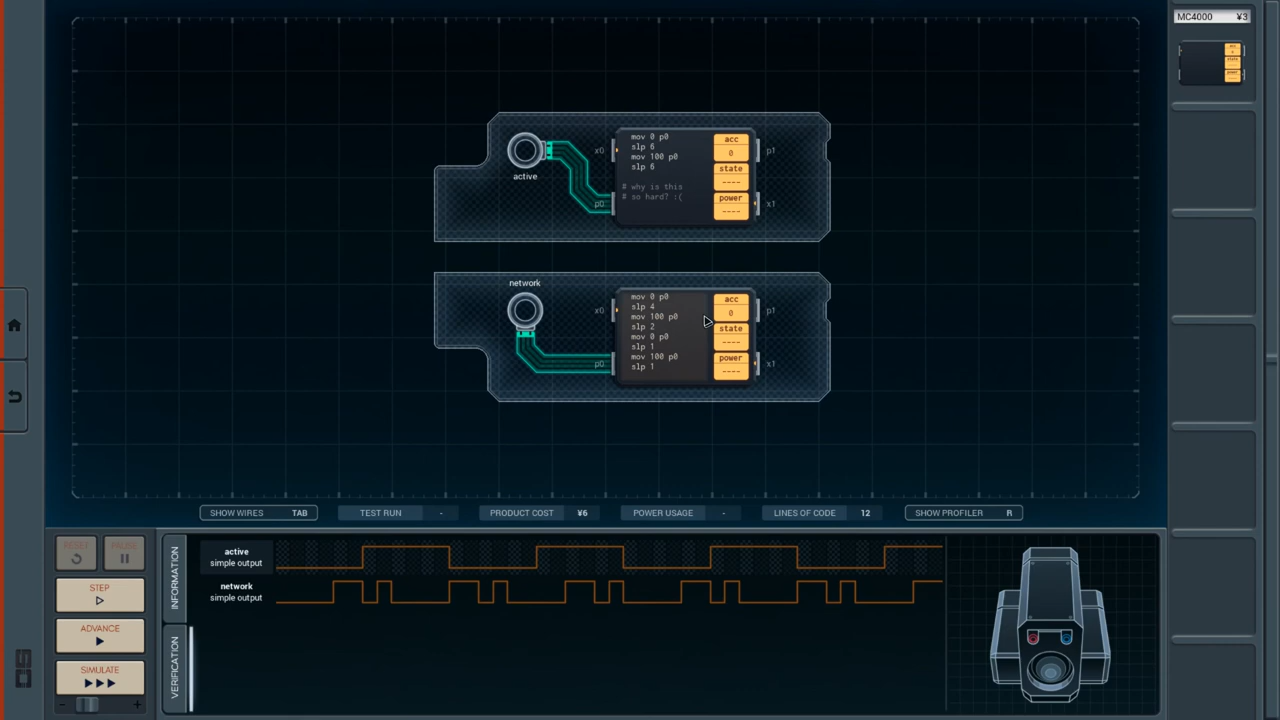 MC4000 ¥3
acc
0
state
----
power
----
active
x0
p0
mov 0 p0
slp 6
mov 100 p0
slp 6
# why is this
# so hard? :(
acc
0
state
----
power
----
p1
x1
network
x0
p0
mov 0 p0
slp 4
mov 100 p0
slp 2
mov 0 p0
slp 1
mov 100 p0
slp 1
acc
0
state
----
power
----
p1
x1
SHOW WIRES TAB
TEST RUN -
PRODUCT COST ¥6
POWER USAGE -
LINES OF CODE 12
SHOW PROFILER R
RESET
PAUSE
STEP
ADVANCE
SIMULATE
- +
INFORMATION
VERIFICATION
active
simple output
network
simple output